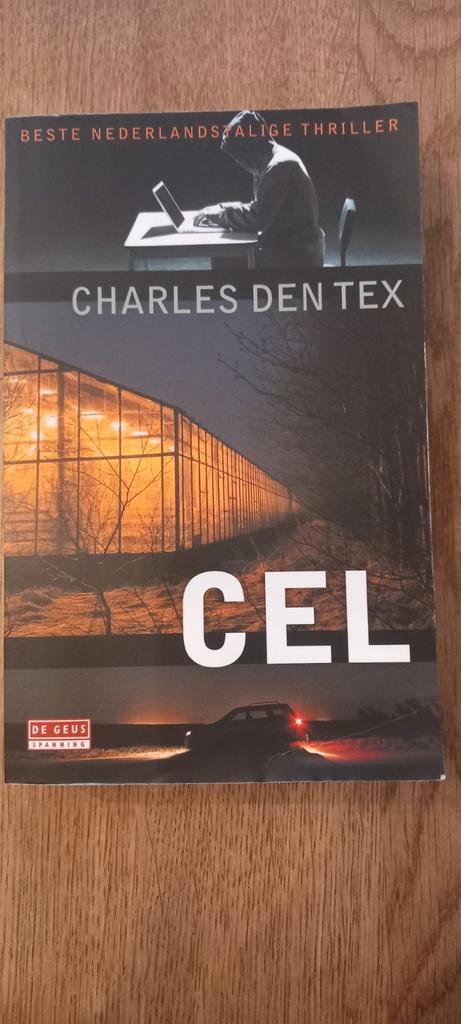 BESTE NEDERLANDSTALIGE THRILLER
CHARLES DEN TEX
CEL
DE GEUS
SPANNING